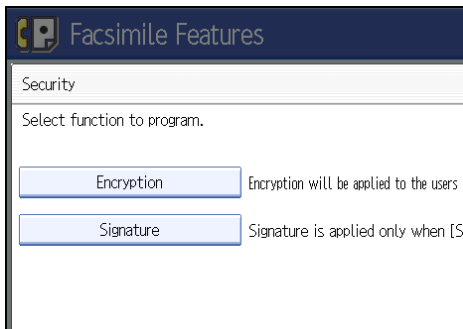 Facsimile Features
Security
Select function to program.
Encryption Encryption will be applied to the users
Signature Signature is applied only when [S